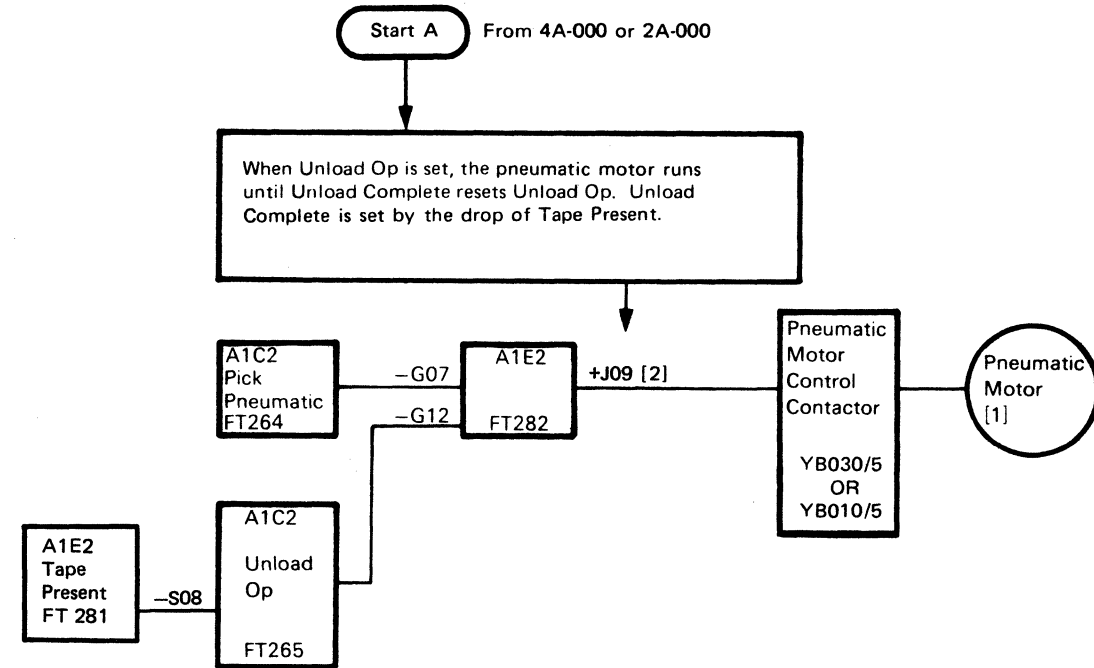 Start A
From 4A-000 or 2A-000
When Unload Op is set, the pneumatic motor runs
until Unload Complete resets Unload Op. Unload
Complete is set by the drop of Tape Present.
A1C2
Pick
Pneumatic
FT264
—G07
—G12
A1E2
FT282
+J09 [2]
Pneumatic
Motor
Control
Contactor
YB030/5
OR
YB010/5
Pneumatic
Motor
[1]
A1E2
Tape
Present
FT 281
—S08
A1C2
Unload
Op
FT265